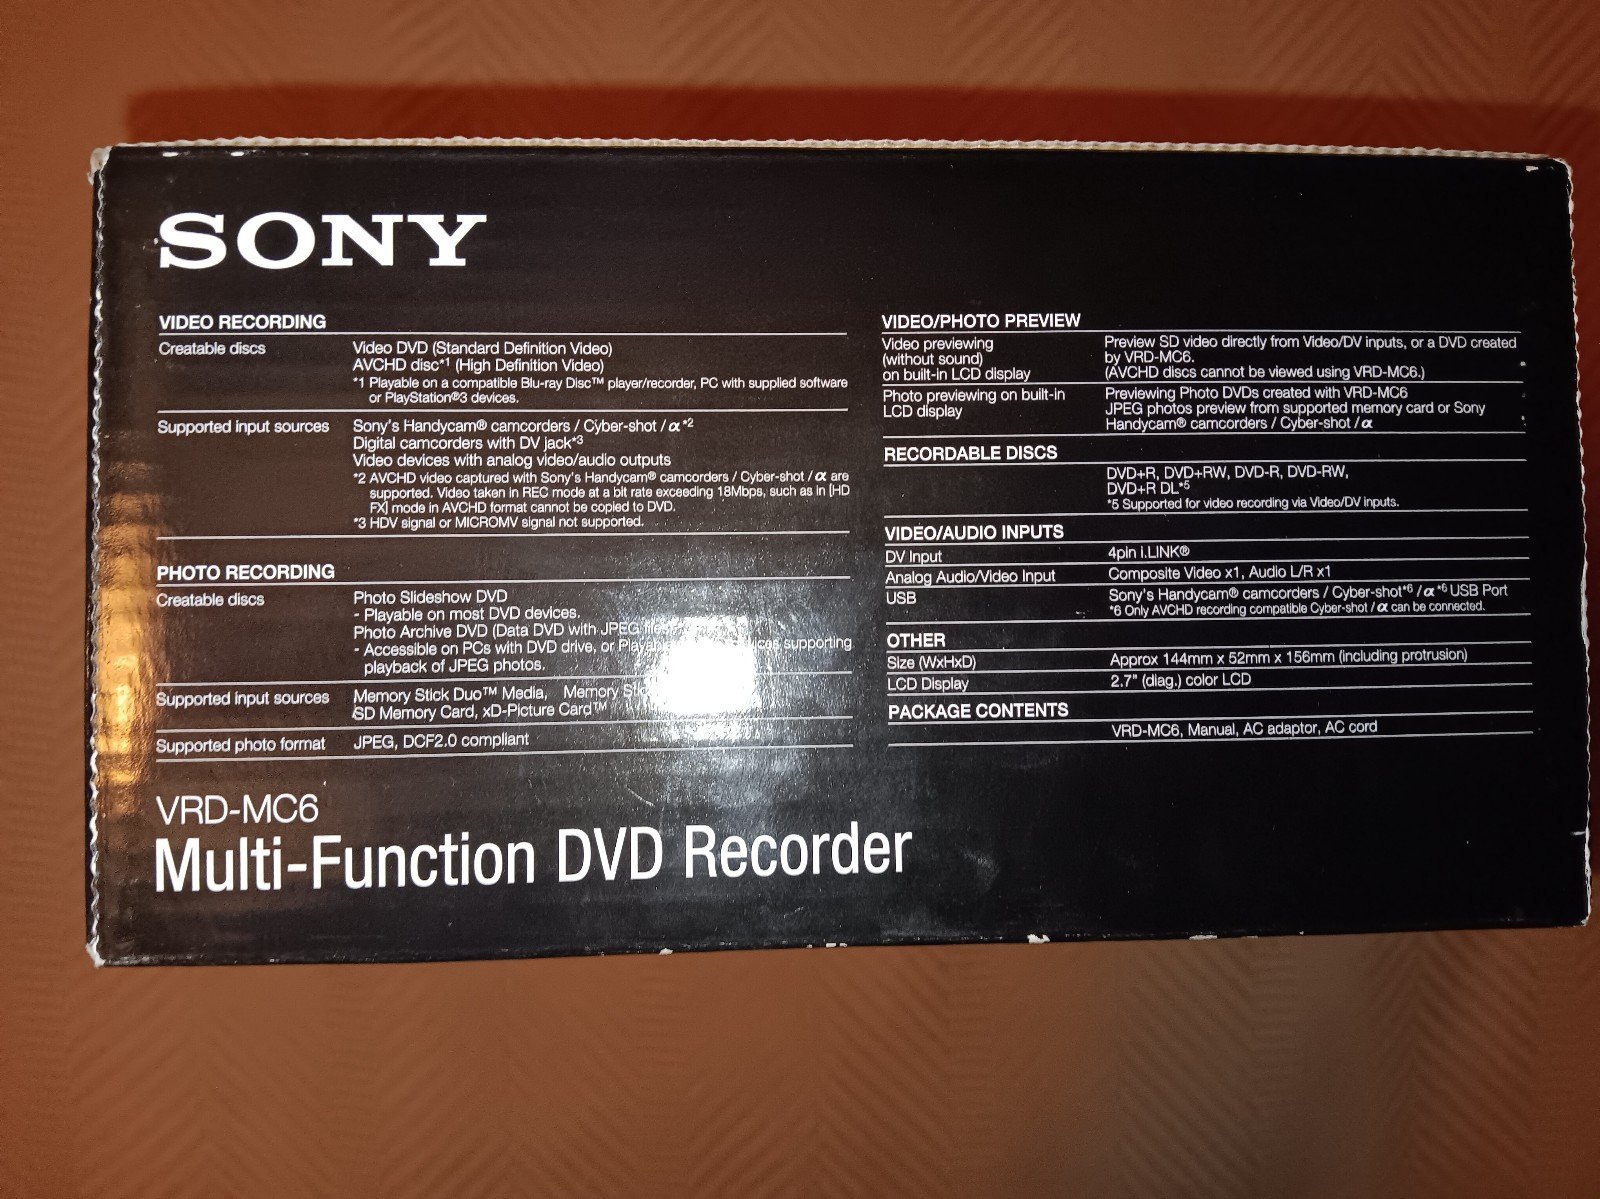 SONY
VIDEO RECORDING
Creatable discs Video DVD (Standard Definition Video)
AVCHD disc*1 (High Definition Video)
*1 Playable on a compatible Blu-ray Disc™ player/recorder, PC with supplied software
or PlayStation®3 devices.
Supported input sources Sony's Handycam® camcorders / Cyber-shot / α*2
Digital camcorders with DV jack*3
Video devices with analog video/audio outputs
*2 AVCHD video captured with Sony's Handycam® camcorders / Cyber-shot / α are
supported. Video taken in REC mode at a bit rate exceeding 18Mbps, such as in [HD
FX] mode in AVCHD format cannot be copied to DVD.
*3 HDV signal or MICROMV signal not supported.
PHOTO RECORDING
Creatable discs Photo Slideshow DVD
- Playable on most DVD devices.
Photo Archive DVD (Data DVD with JPEG files)
- Accessible on PCs with DVD drive, or supporting
playback of JPEG photos.
Supported input sources Memory Stick Duo™ Media, Memory
SD Memory Card, xD-Picture Card™
Supported photo format JPEG, DCF2.0 compliant
VRD-MC6
Multi-Function DVD Recorder
VIDEO/PHOTO PREVIEW
Video previewing Preview SD video directly from Video/DV inputs, or a DVD created
(without sound) by VRD-MC6.
on built-in LCD display (AVCHD discs cannot be viewed using VRD-MC6.)
Photo previewing on built-in Previewing Photo DVDs created with VRD-MC6
LCD display JPEG photos preview from supported memory card or Sony
Handycam® camcorders / Cyber-shot / α
RECORDABLE DISCS
DVD+R, DVD+RW, DVD-R, DVD-RW,
DVD+R DL*5
*5 Supported for video recording via Video/DV inputs.
VIDEO/AUDIO INPUTS
DV Input 4pin i.LINK®
Analog Audio/Video Input Composite Video x1, Audio L/R x1
USB Sony's Handycam® camcorders / Cyber-shot*6 / α*6 USB Port
*6 Only AVCHD recording compatible Cyber-shot / α can be connected.
OTHER
Size (WxHxD) Approx 144mm x 52mm x 156mm (including protrusion)
LCD Display 2.7" (diag.) color LCD
PACKAGE CONTENTS
VRD-MC6, Manual, AC adaptor, AC cord